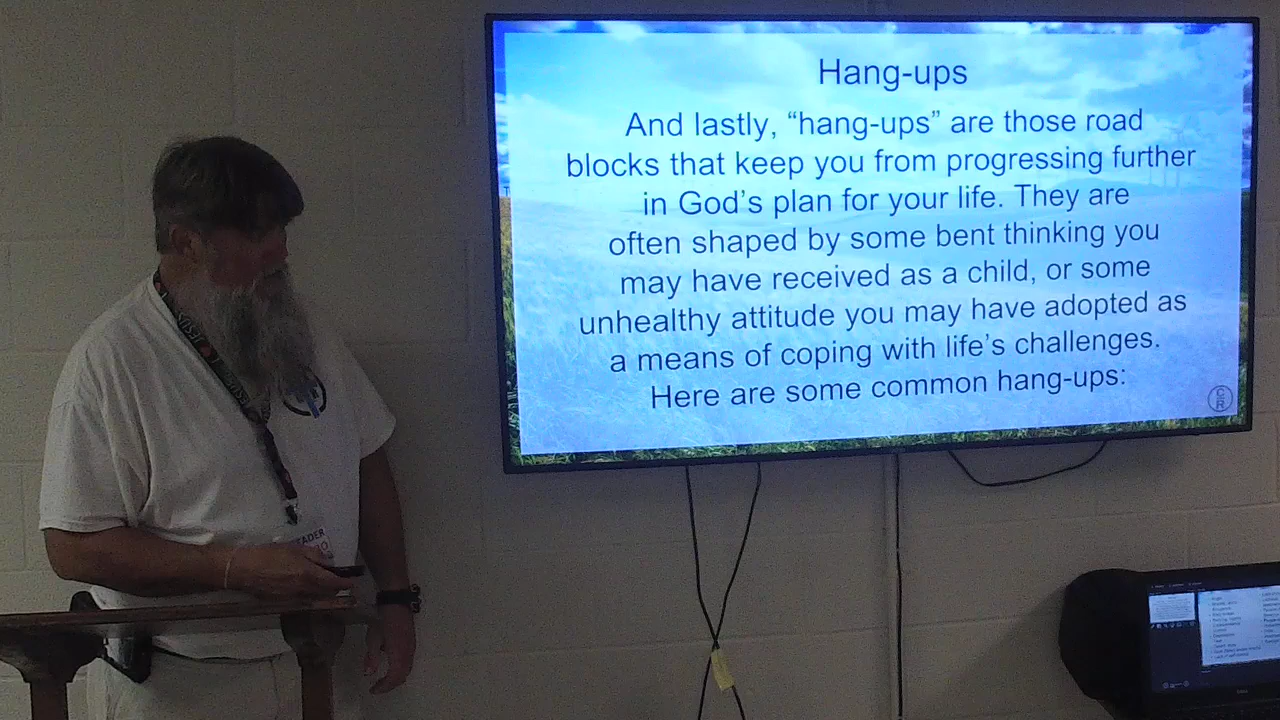 Hang-ups
And lastly, “hang-ups” are those road
blocks that keep you from progressing further
in God’s plan for your life. They are
often shaped by some bent thinking you
may have received as a child, or some
unhealthy attitude you may have adopted as
a means of coping with life’s challenges.
Here are some common hang-ups:
CR
JESUS
DELL